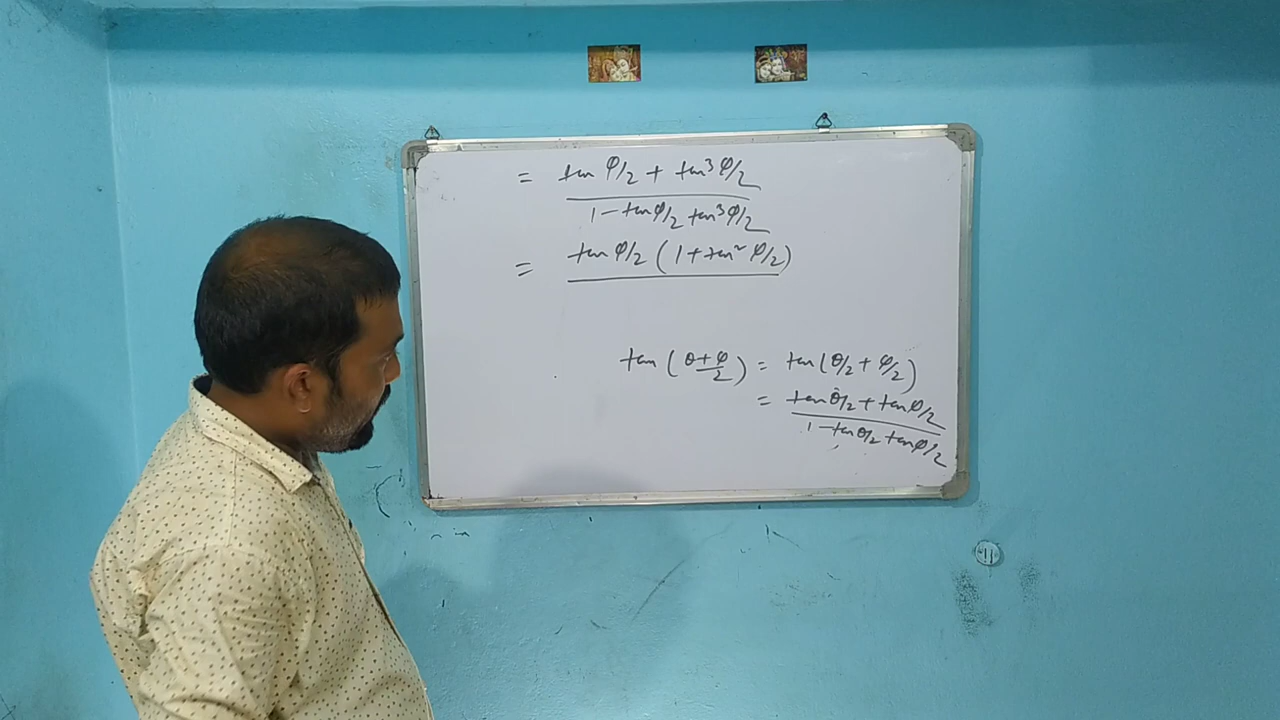 = tan φ/2 + tan³ φ/2
1 - tan φ/2 tan³ φ/2
= tan φ/2 (1 + tan² φ/2)
tan (θ+φ/2) = tan (θ/2 + φ/2)
= tan θ/2 + tan φ/2
1 - tan θ/2 tan φ/2